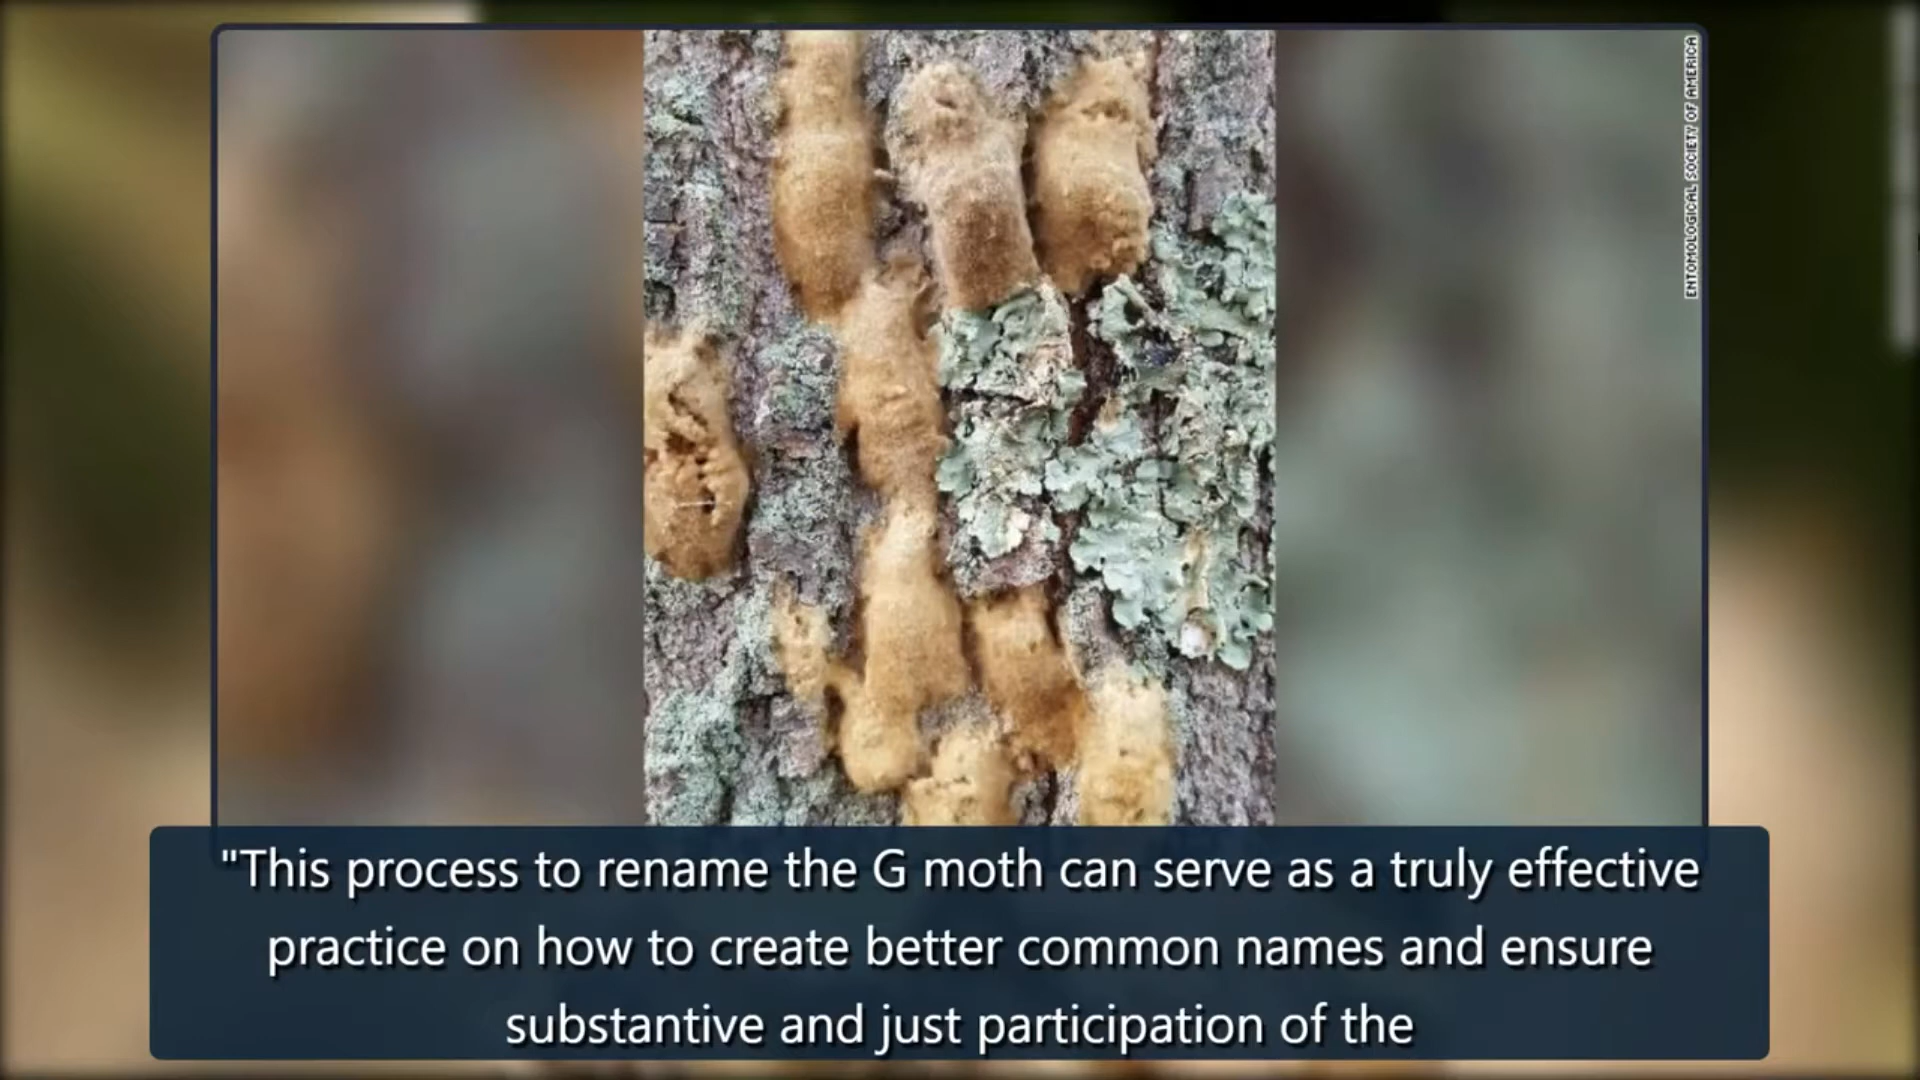 ENTOMOLOGICAL SOCIETY OF AMERICA
"This process to rename the G moth can serve as a truly effective
practice on how to create better common names and ensure
substantive and just participation of the